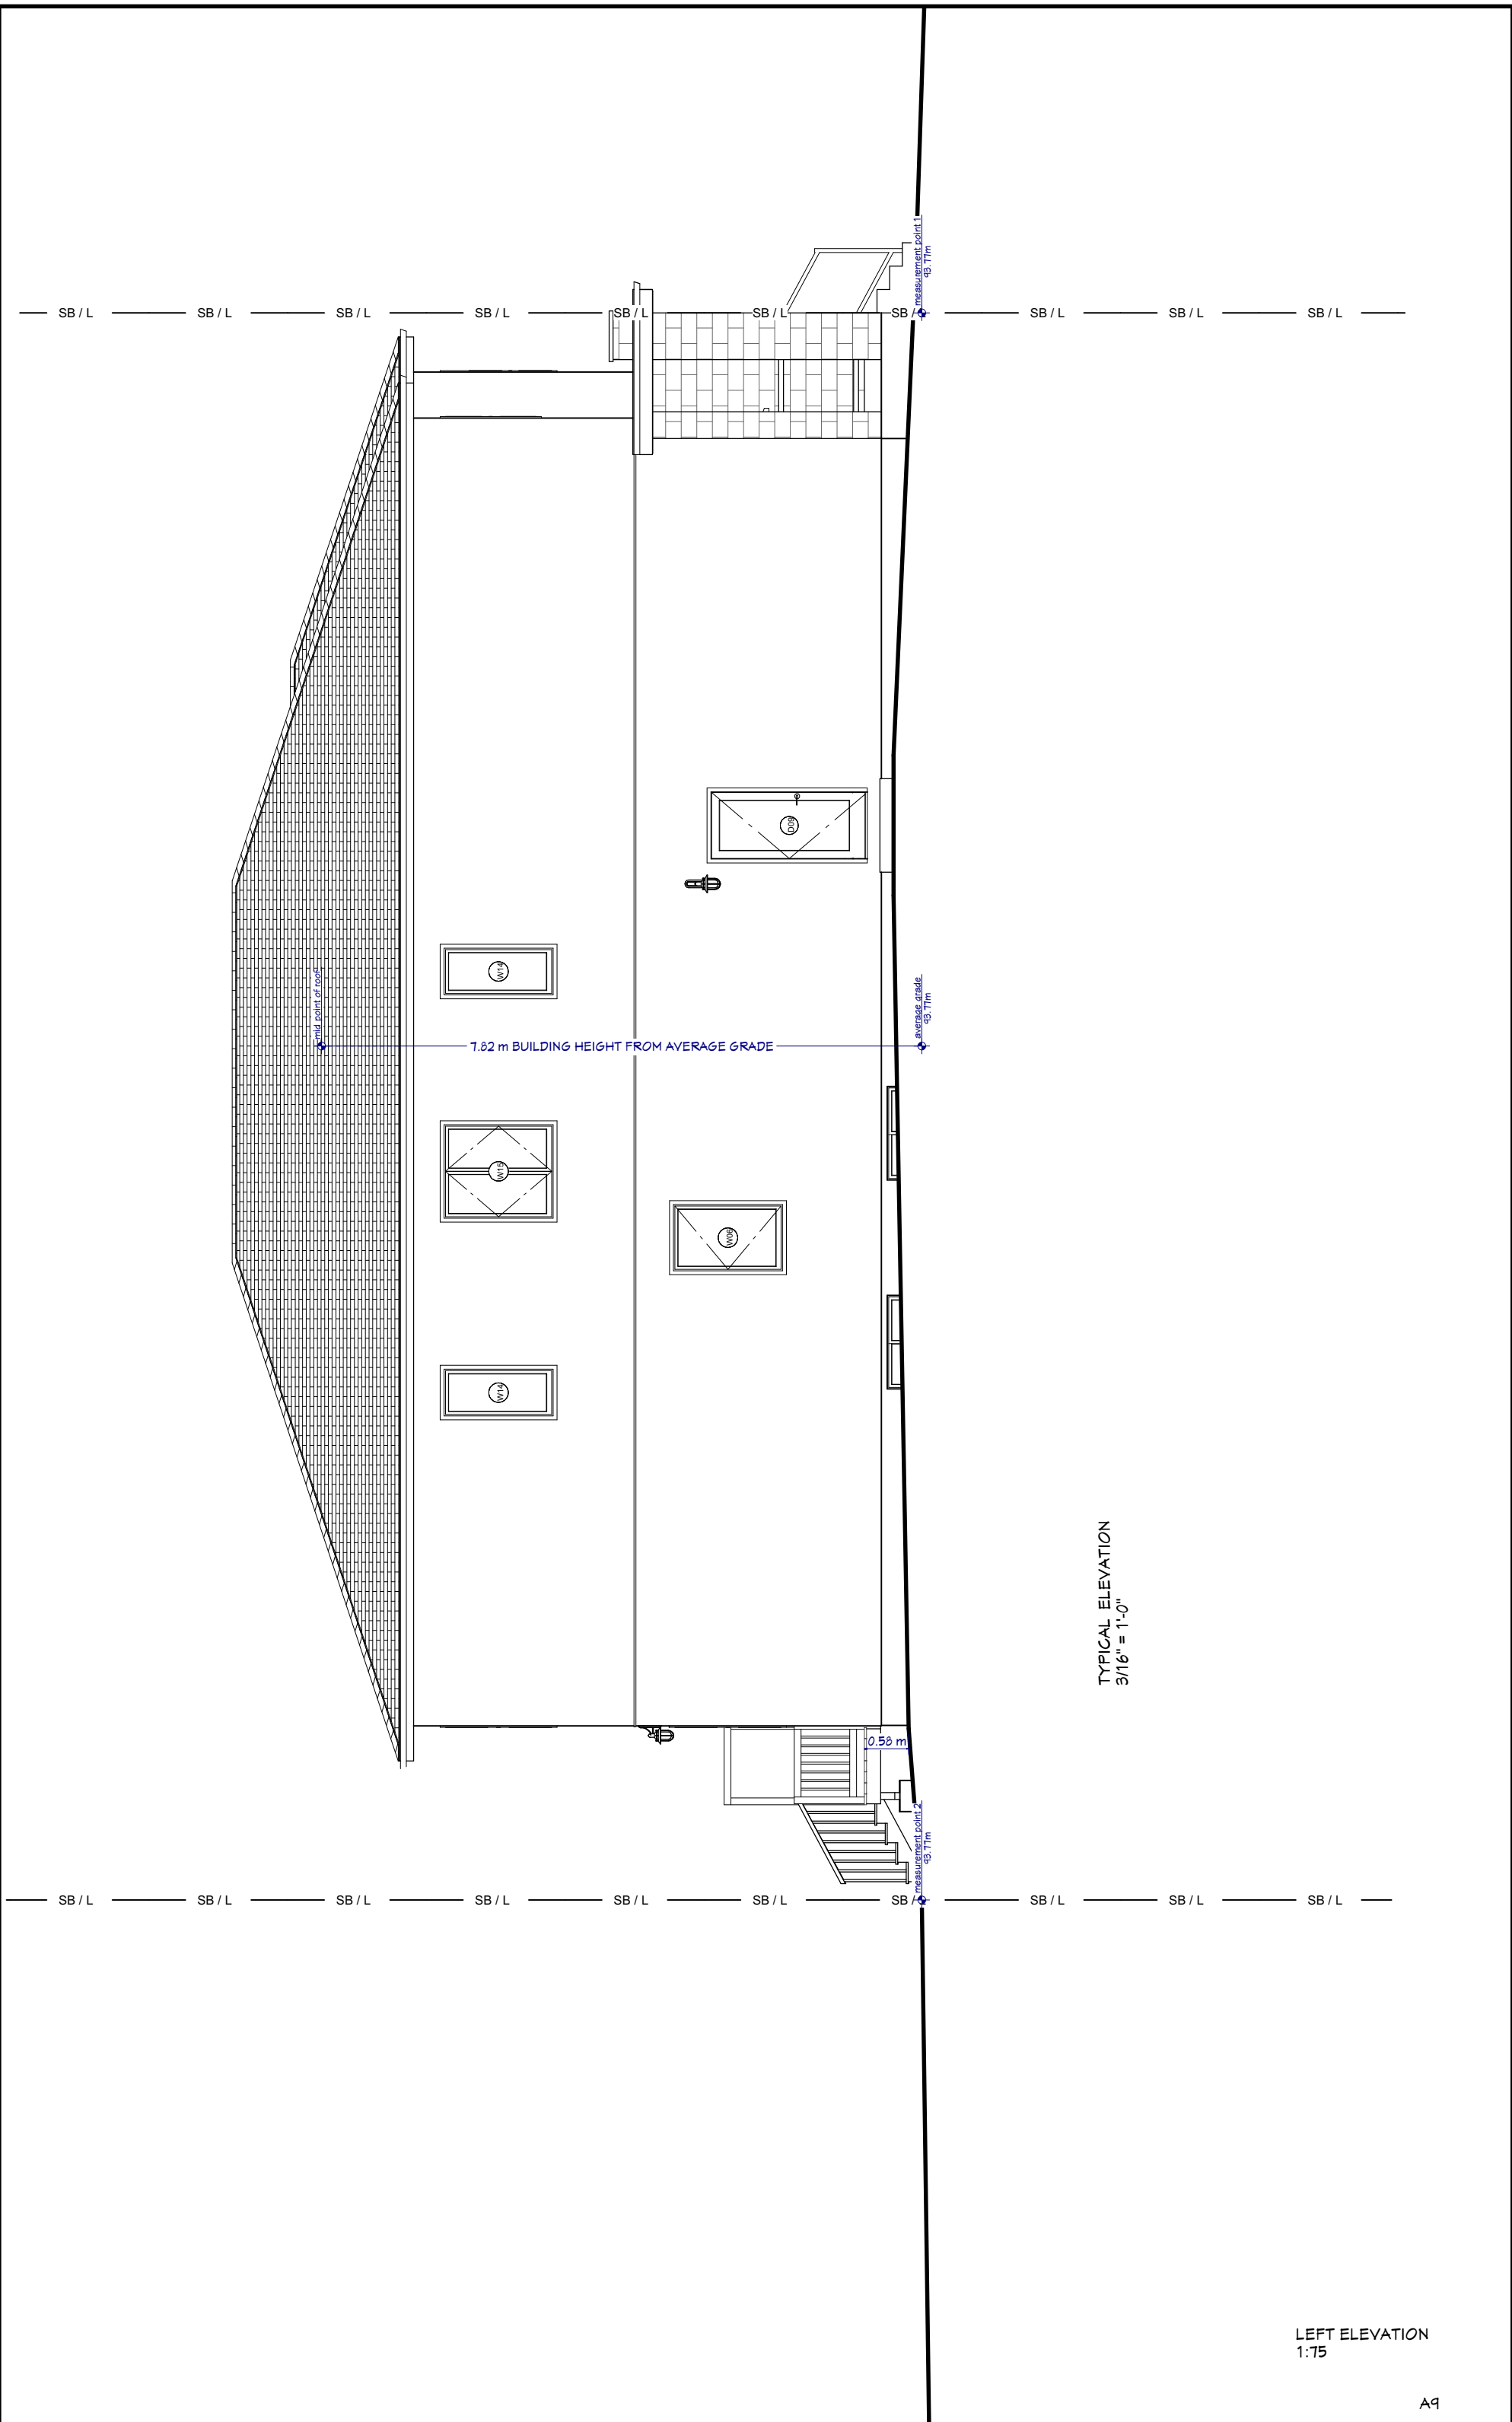 SB / L SB / L SB / L SB / L SB / L SB / L SB / SB / L SB / L SB / L
measurement point 1
93.77m
D09
W14
mid point of roof
average grade
93.77m
7.82 m BUILDING HEIGHT FROM AVERAGE GRADE
W15
W06
W14
TYPICAL ELEVATION
3/16" = 1'-0"
0.58 m
measurement point 2
93.77m
SB / L SB / L SB / L SB / L SB / L SB / L SB / SB / L SB / L SB / L
LEFT ELEVATION
1:75
A9